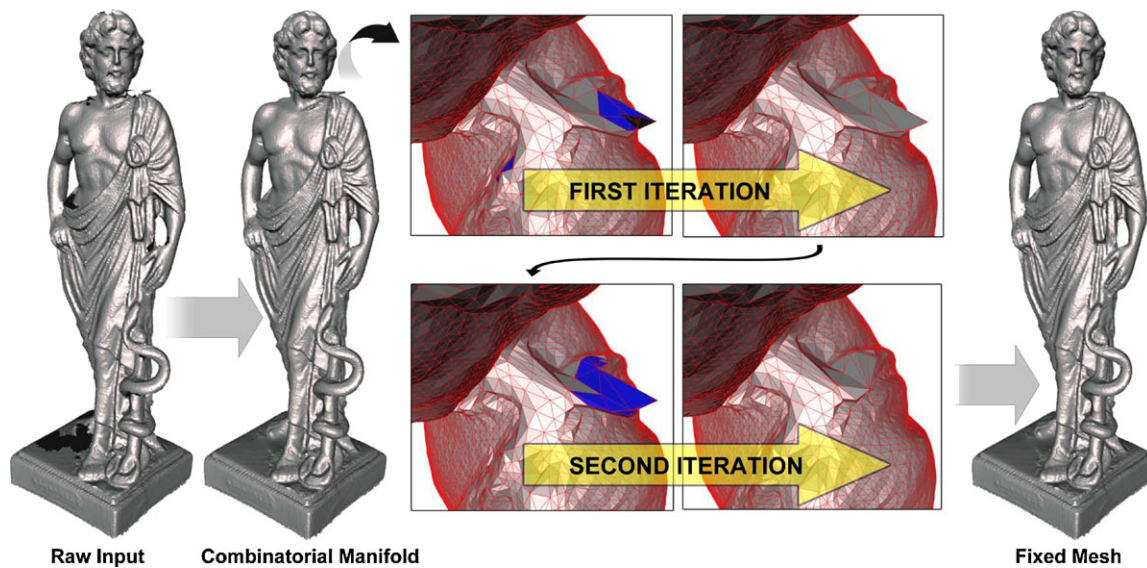 FIRST ITERATION
SECOND ITERATION
Raw Input
Combinatorial Manifold
Fixed Mesh